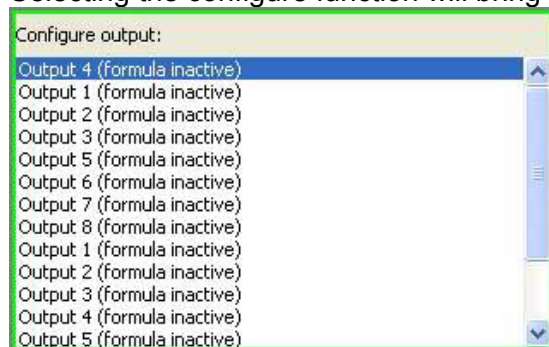 Selecting the configure function will bring
Configure output:
Output 4 (formula inactive)
Output 1 (formula inactive)
Output 2 (formula inactive)
Output 3 (formula inactive)
Output 5 (formula inactive)
Output 6 (formula inactive)
Output 7 (formula inactive)
Output 8 (formula inactive)
Output 1 (formula inactive)
Output 2 (formula inactive)
Output 3 (formula inactive)
Output 4 (formula inactive)
Output 5 (formula inactive)